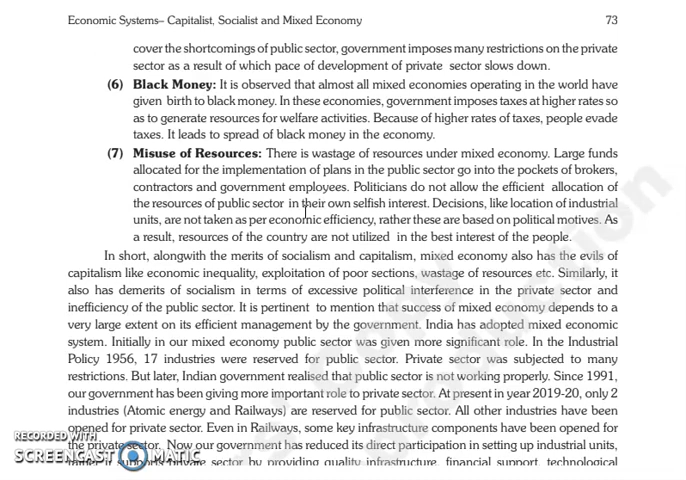 Economic Systems– Capitalist, Socialist and Mixed Economy 73
cover the shortcomings of public sector, government imposes many restrictions on the private
sector as a result of which pace of development of private sector slows down.
(6) Black Money: It is observed that almost all mixed economies operating in the world have
given birth to black money. In these economies, government imposes taxes at higher rates so
as to generate resources for welfare activities. Because of higher rates of taxes, people evade
taxes. It leads to spread of black money in the economy.
(7) Misuse of Resources: There is wastage of resources under mixed economy. Large funds
allocated for the implementation of plans in the public sector go into the pockets of brokers,
contractors and government employees. Politicians do not allow the efficient allocation of
the resources of public sector in their own selfish interest. Decisions, like location of industrial
units, are not taken as per economic efficiency, rather these are based on political motives. As
a result, resources of the country are not utilized in the best interest of the people.
In short, alongwith the merits of socialism and capitalism, mixed economy also has the evils of
capitalism like economic inequality, exploitation of poor sections, wastage of resources etc. Similarly, it
also has demerits of socialism in terms of excessive political interference in the private sector and
inefficiency of the public sector. It is pertinent to mention that success of mixed economy depends to a
very large extent on its efficient management by the government. India has adopted mixed economic
system. Initially in our mixed economy public sector was given more significant role. In the Industrial
Policy 1956, 17 industries were reserved for public sector. Private sector was subjected to many
restrictions. But later, Indian government realised that public sector is not working properly. Since 1991,
our government has been giving more important role to private sector. At present in year 2019-20, only 2
industries (Atomic energy and Railways) are reserved for public sector. All other industries have been
opened for private sector. Even in Railways, some key infrastructure components have been opened for
the private sector. Now our government has reduced its direct participation in setting up industrial units,
rather it supports private sector by providing quality infrastructure, financial support, technological
RECORDED WITH
SCREENCAST MATIC